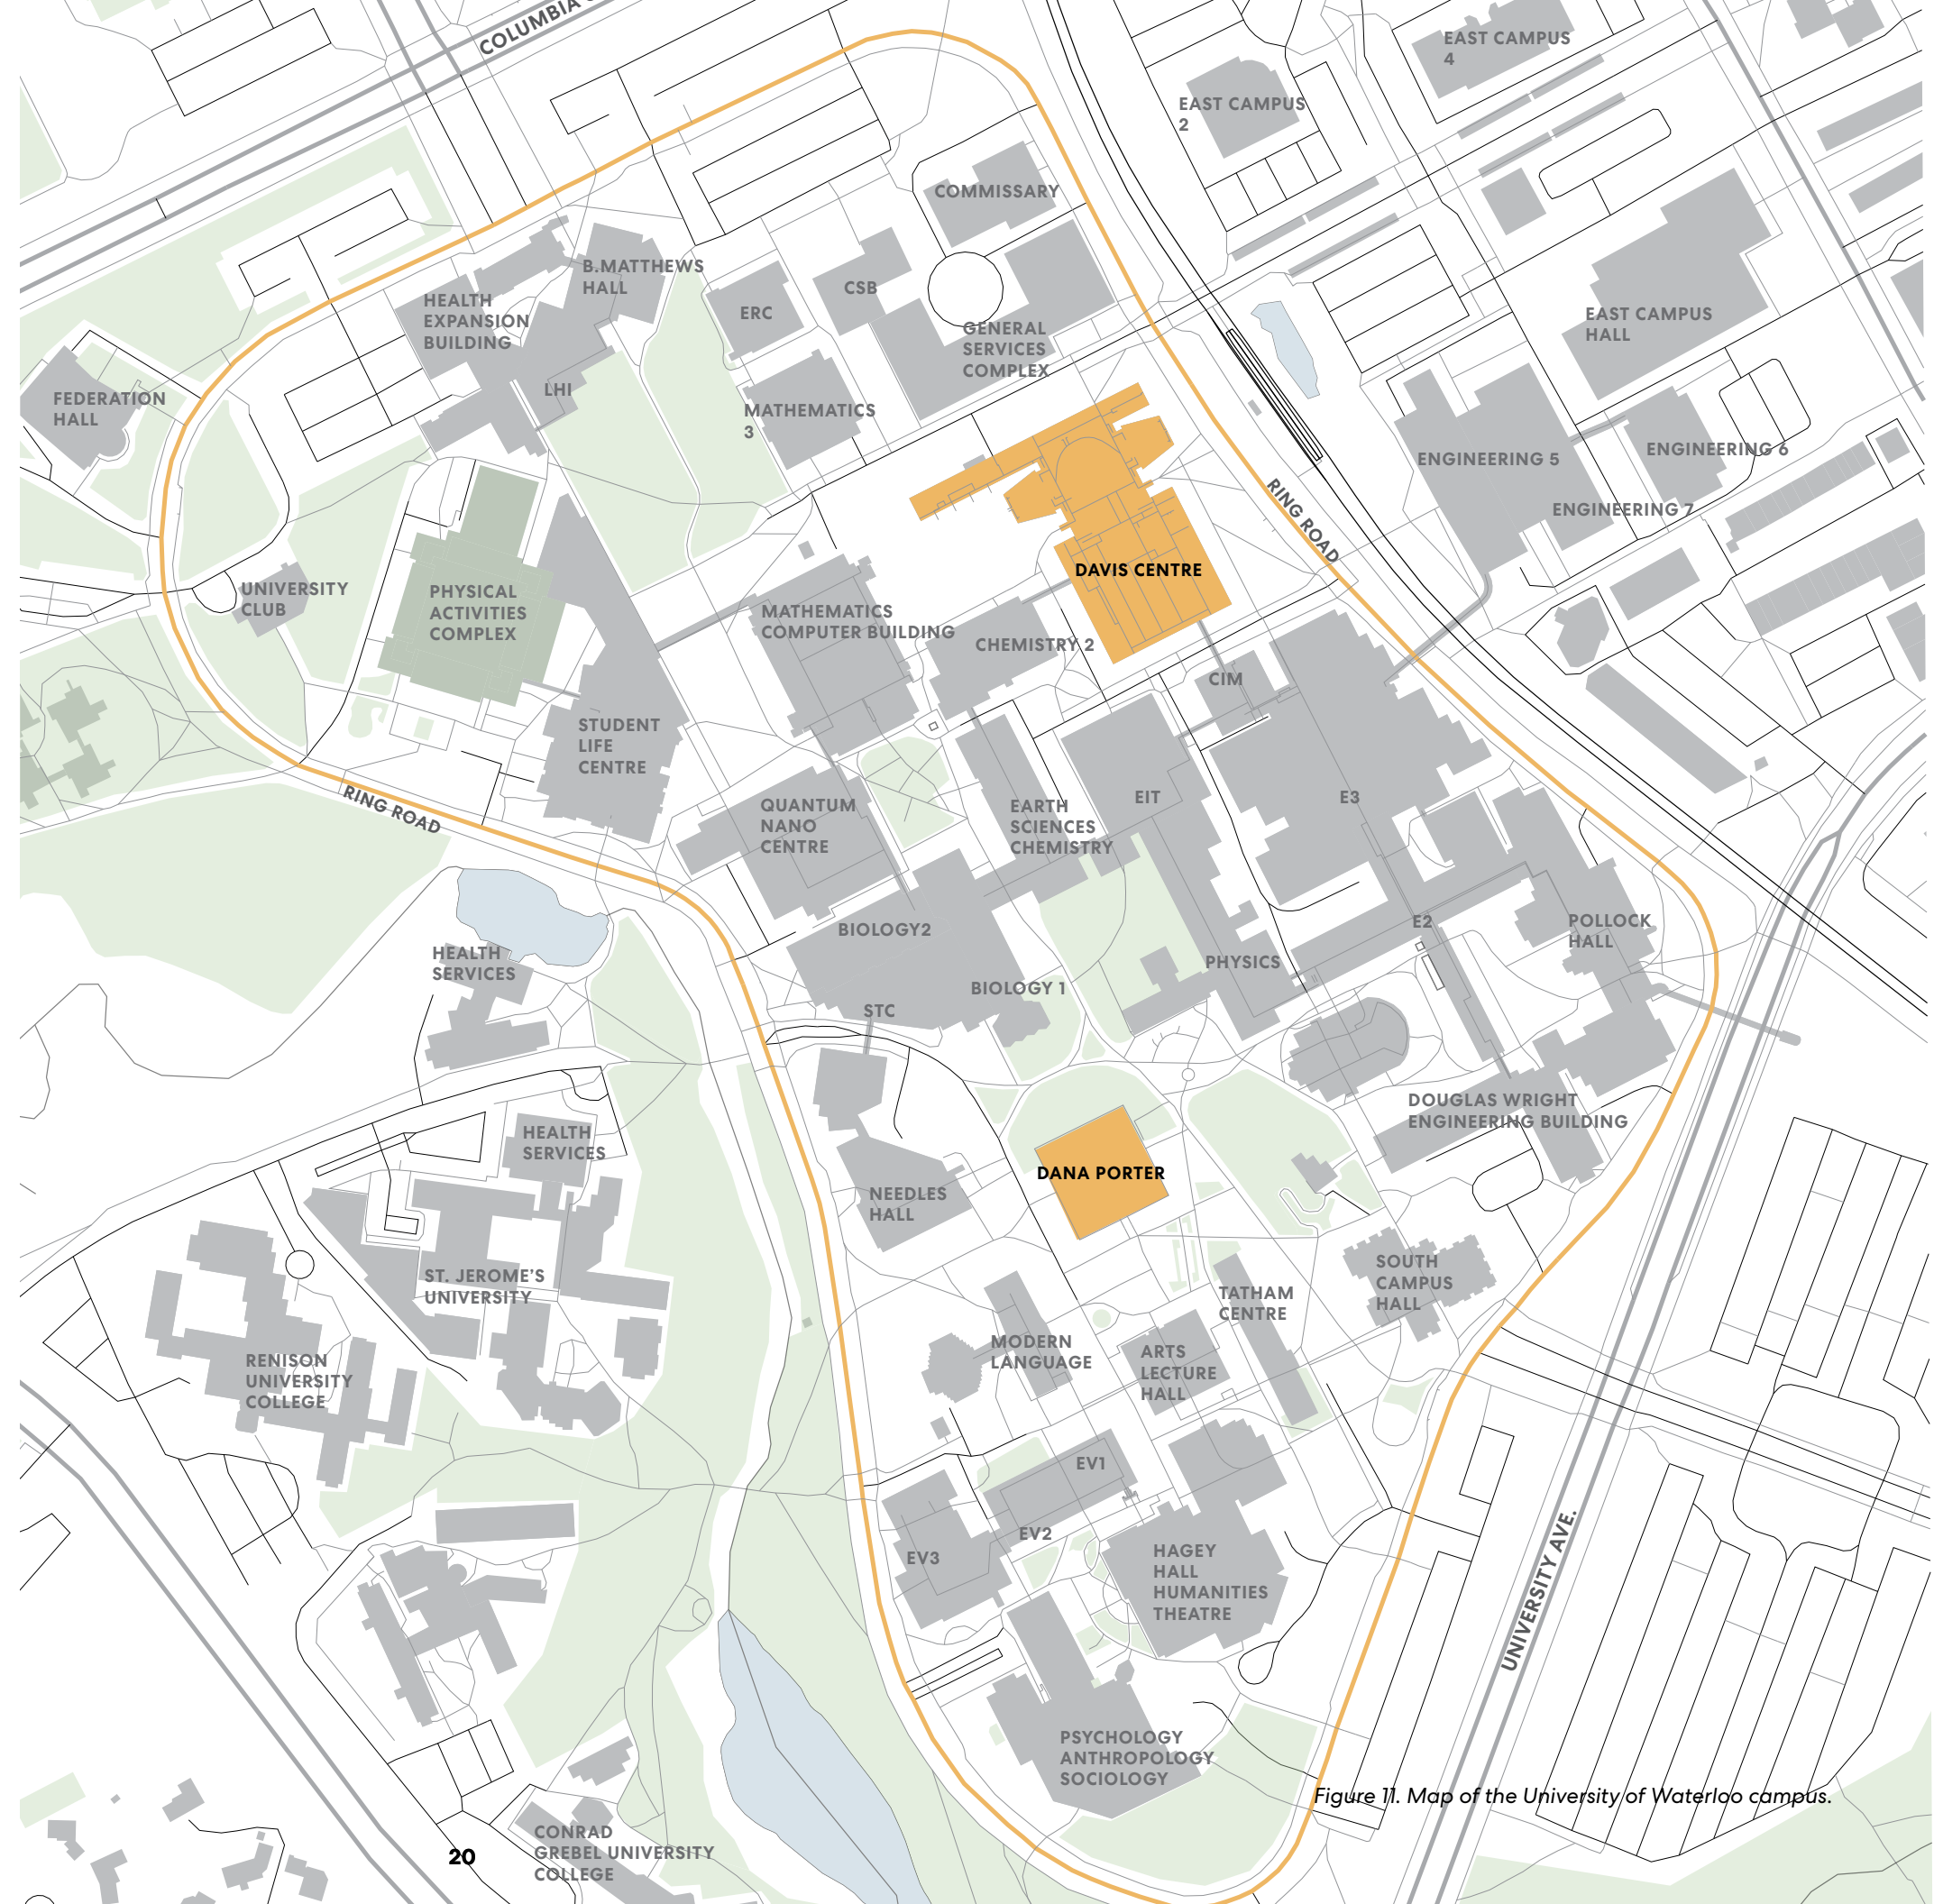 COLUMBIA
EAST CAMPUS
4
EAST CAMPUS
2
COMMISSARY
B.MATTHEWS
HALL
HEALTH
EXPANSION
BUILDING
ERC
CSB
GENERAL
SERVICES
COMPLEX
EAST CAMPUS
HALL
FEDERATION
HALL
LHI
MATHEMATICS
3
ENGINEERING 5
ENGINEERING 6
ENGINEERING 7
RING ROAD
DAVIS CENTRE
UNIVERSITY
CLUB
PHYSICAL
ACTIVITIES
COMPLEX
MATHEMATICS
COMPUTER BUILDING
CHEMISTRY 2
CIM
STUDENT
LIFE
CENTRE
RING ROAD
QUANTUM
NANO
CENTRE
EARTH
SCIENCES
CHEMISTRY
EIT
E3
BIOLOGY2
E2
POLLOCK
HALL
HEALTH
SERVICES
PHYSICS
BIOLOGY 1
STC
DOUGLAS WRIGHT
ENGINEERING BUILDING
HEALTH
SERVICES
DANA PORTER
NEEDLES
HALL
ST. JEROME'S
UNIVERSITY
SOUTH
CAMPUS
HALL
TATHAM
CENTRE
RENISON
UNIVERSITY
COLLEGE
MODERN
LANGUAGE
ARTS
LECTURE
HALL
EV1
EV2
EV3
HAGEY
HALL
HUMANITIES
THEATRE
UNIVERSITY AVE.
PSYCHOLOGY
ANTHROPOLOGY
SOCIOLOGY
Figure 11. Map of the University of Waterloo campus.
CONRAD
GREBEL UNIVERSITY
COLLEGE
20